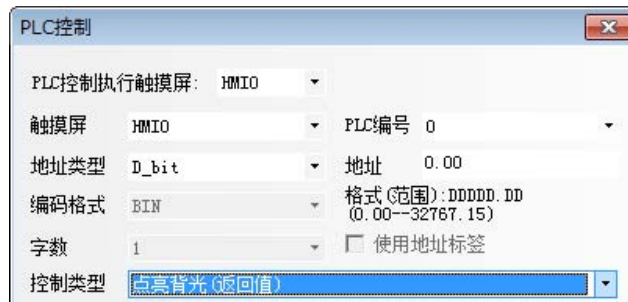 PLC控制
PLC控制执行触摸屏: HMI0
触摸屏 HMI0 PLC编号 0
地址类型 D_bit 地址 0.00
编码格式 BIN 格式(范围):DDDDD.DD
(0.00--32767.15)
字数 1 使用地址标签
控制类型 点亮背光(返回值)